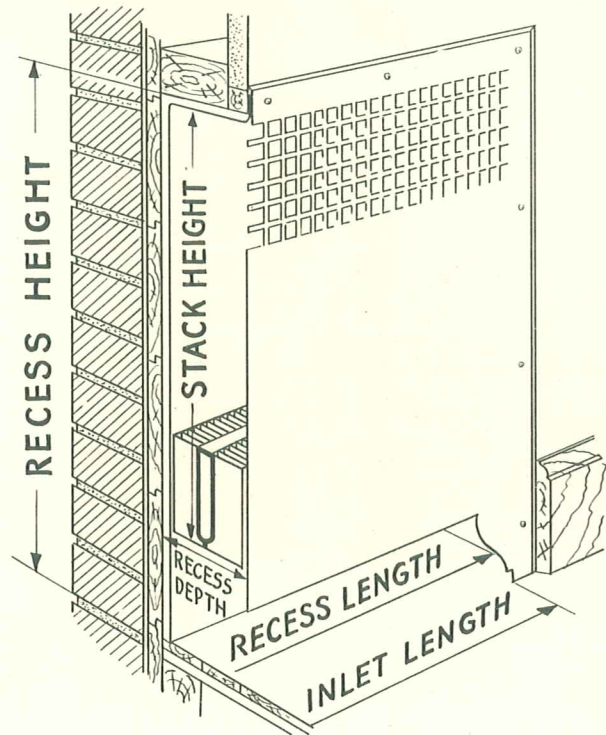 RECESS HEIGHT
STACK HEIGHT
RECESS
DEPTH
RECESS LENGTH
INLET LENGTH